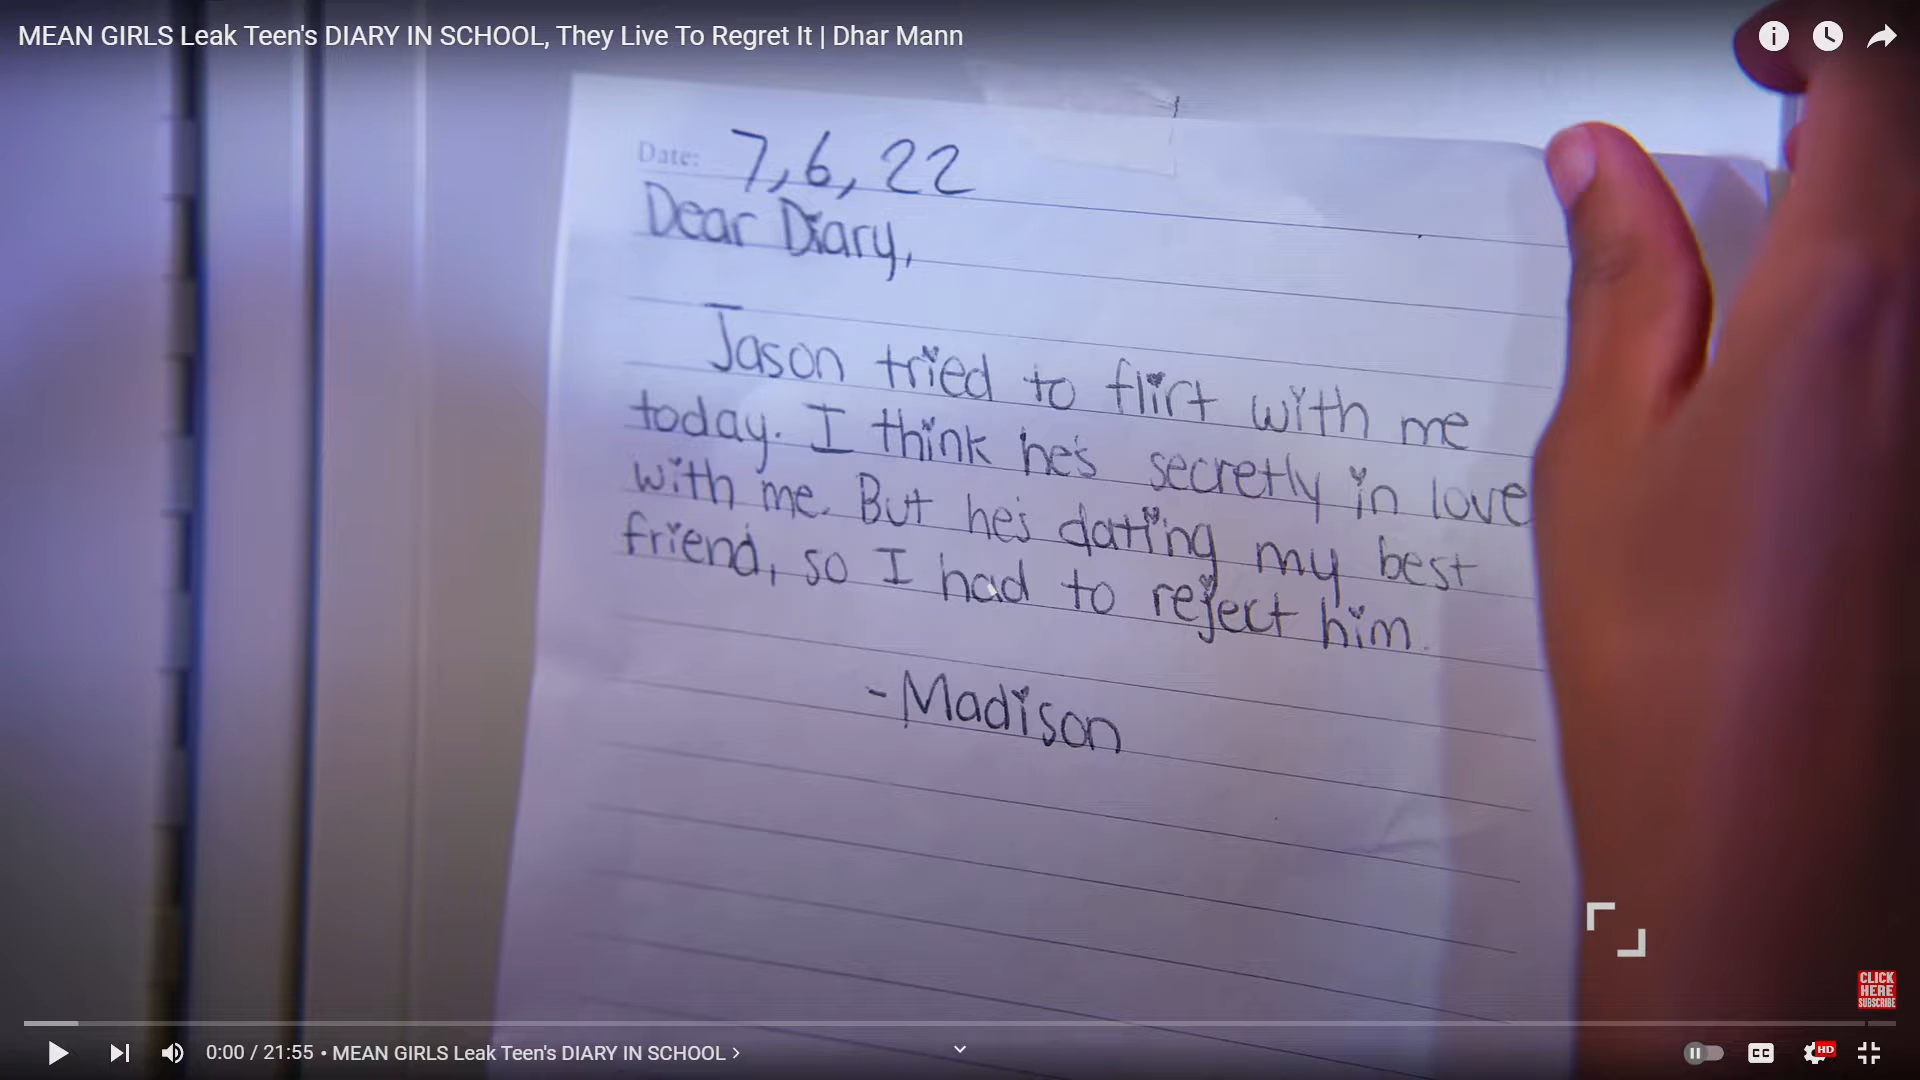 MEAN GIRLS Leak Teen's DIARY IN SCHOOL, They Live To Regret It | Dhar Mann
Date: 7,6,22
Dear Diary,
Jason tried to flirt with me
today. I think he's secretly in love
with me. But he's dating my best
friend, so I had to reject him.
-Madison
CLICK
HERE
SUBSCRIBE
0:00 / 21:55 • MEAN GIRLS Leak Teen's DIARY IN SCHOOL >
CC
HD